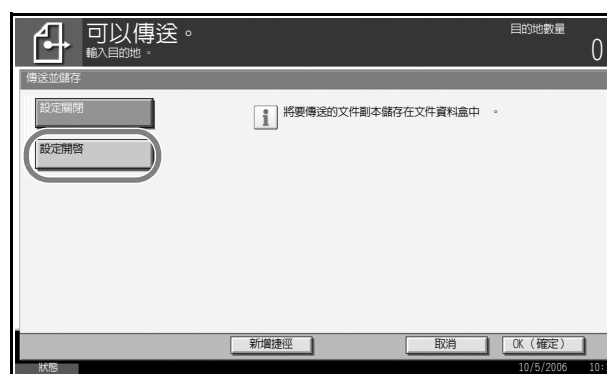 可以傳送。
輸入目的地。
目的地數量
0
傳送並儲存
設定關閉
設定開啓
將要傳送的文件副本儲存在文件資料盒中 。
新增捷徑
取消
OK (確定)
狀態
10/5/2006 10: